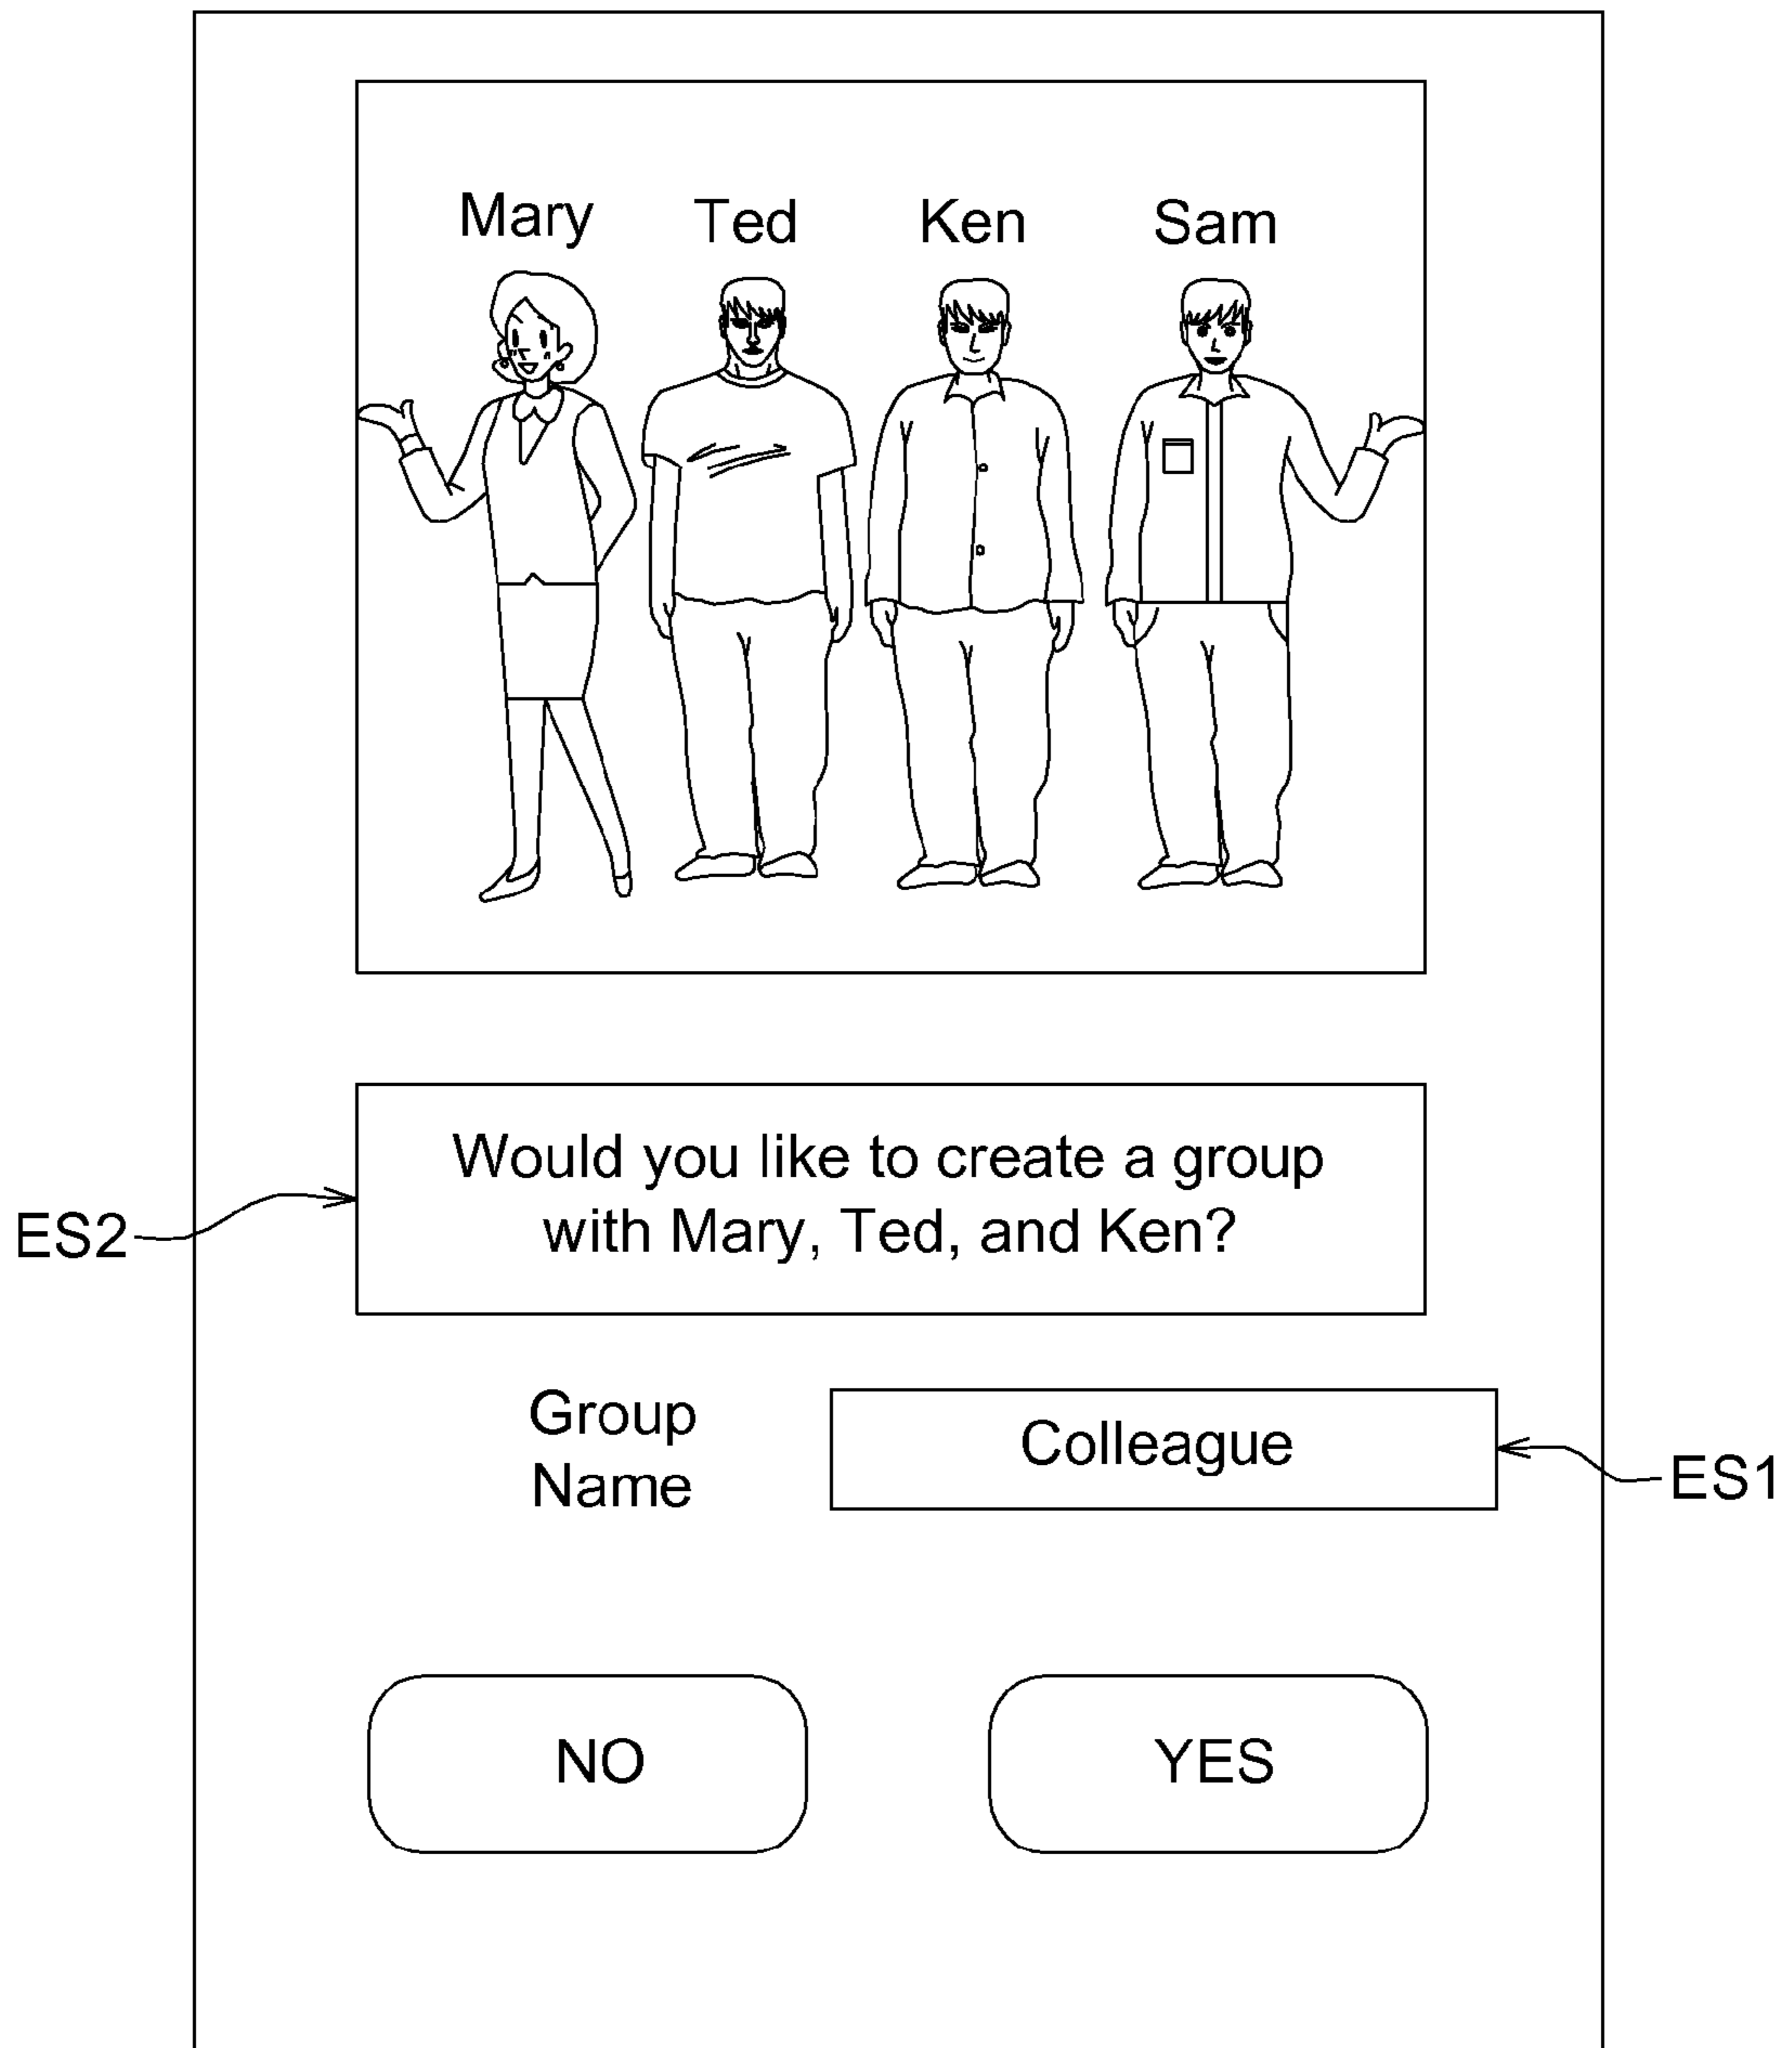 Mary Ted Ken Sam
Would you like to create a group
with Mary, Ted, and Ken?
ES2
Group
Name
Colleague
ES1
NO
YES